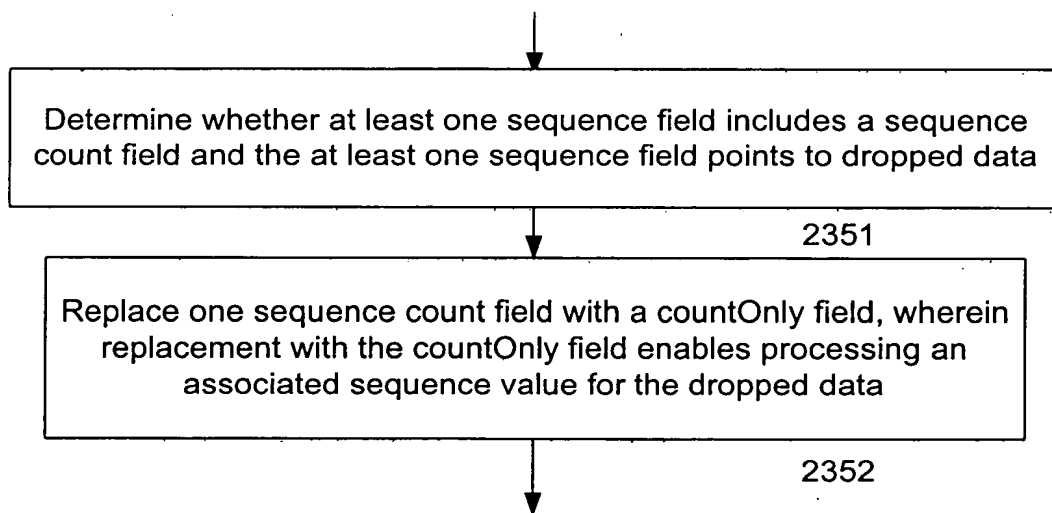 Determine whether at least one sequence field includes a sequence
count field and the at least one sequence field points to dropped data
2351
Replace one sequence count field with a countOnly field, wherein
replacement with the countOnly field enables processing an
associated sequence value for the dropped data
2352